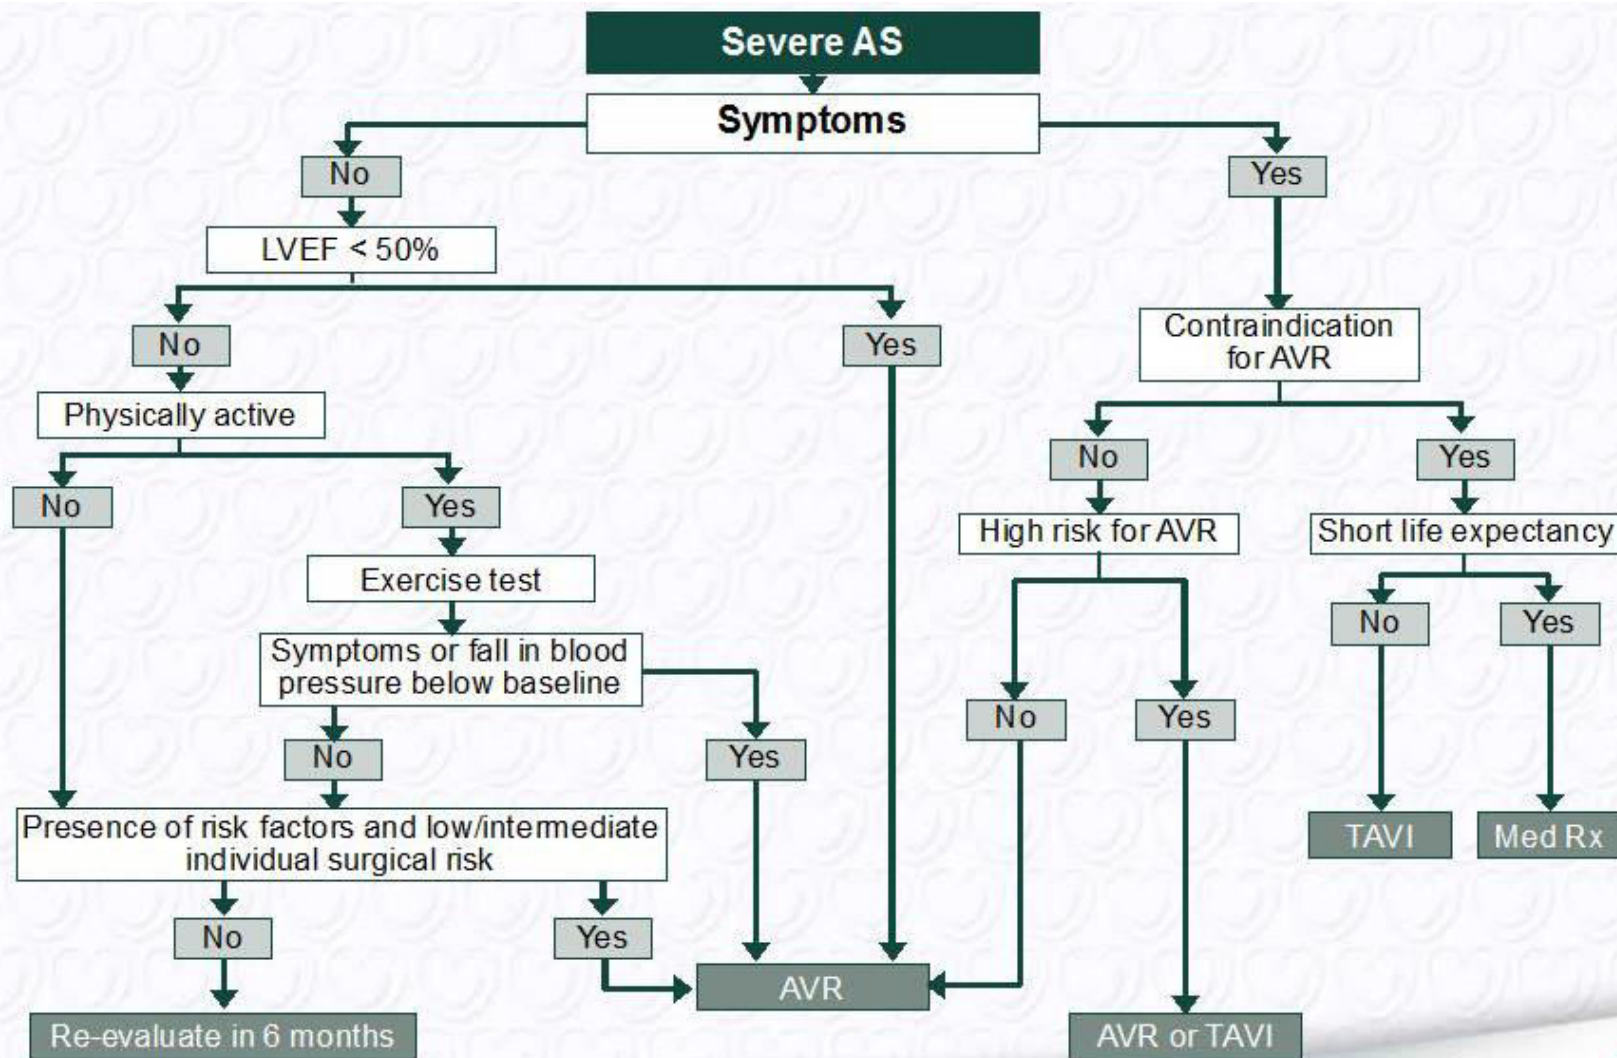 Severe AS
Symptoms
No
Yes
LVEF < 50%
No
Yes
Contraindication
for AVR
Physically active
No
Yes
No
Yes
High risk for AVR
Short life expectancy
Exercise test
No
Yes
Symptoms or fall in blood
pressure below baseline
No
Yes
No
Yes
Presence of risk factors and low/intermediate
individual surgical risk
TAVI
Med Rx
No
Yes
AVR
Re-evaluate in 6 months
AVR or TAVI